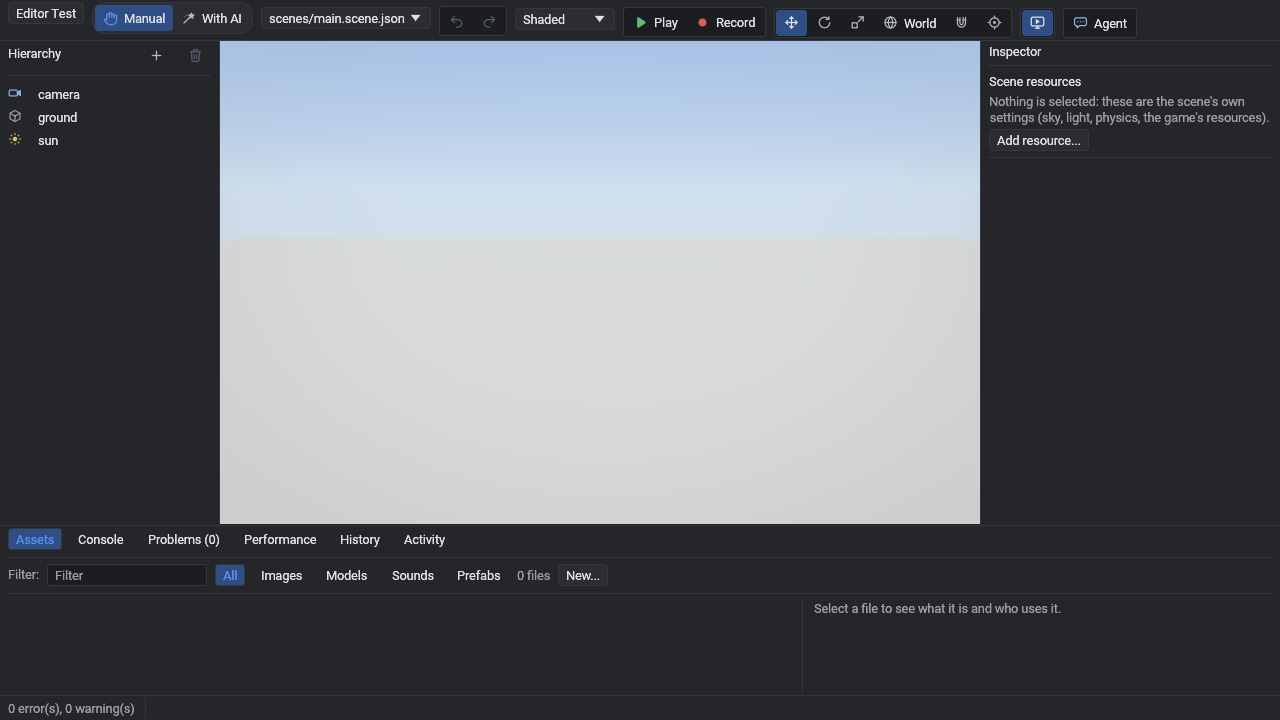 Editor Test
Manual
With AI
scenes/main.scene.json
Shaded
Play
Record
World
Agent
Hierarchy
camera
ground
sun
Inspector
Scene resources
Nothing is selected: these are the scene's own
settings (sky, light, physics, the game's resources).
Add resource...
Assets
Console
Problems (0)
Performance
History
Activity
Filter:
Filter
All
Images
Models
Sounds
Prefabs
0 files
New...
Select a file to see what it is and who uses it.
0 error(s), 0 warning(s)